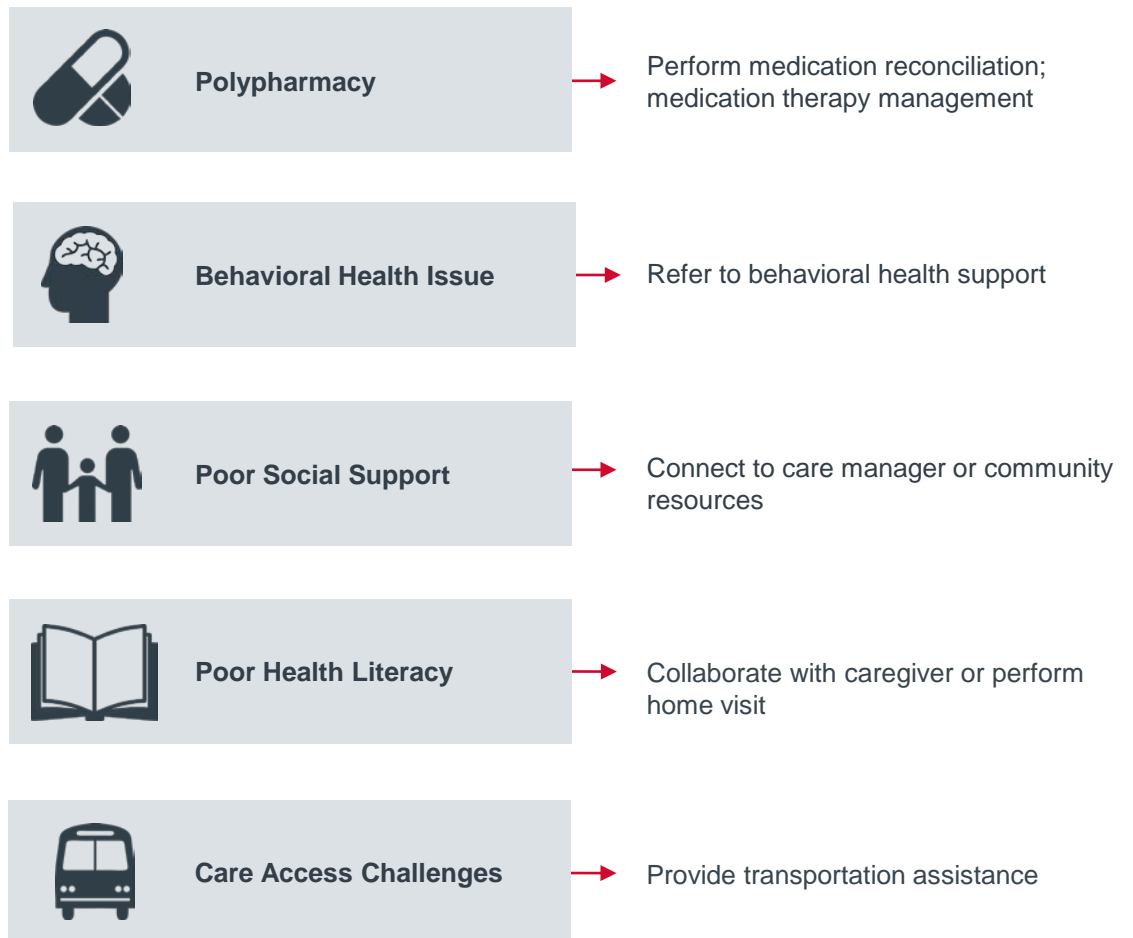 Polypharmacy
Perform medication reconciliation;
medication therapy management
Behavioral Health Issue
Refer to behavioral health support
Poor Social Support
Connect to care manager or community
resources
Poor Health Literacy
Collaborate with caregiver or perform
home visit
Care Access Challenges
Provide transportation assistance